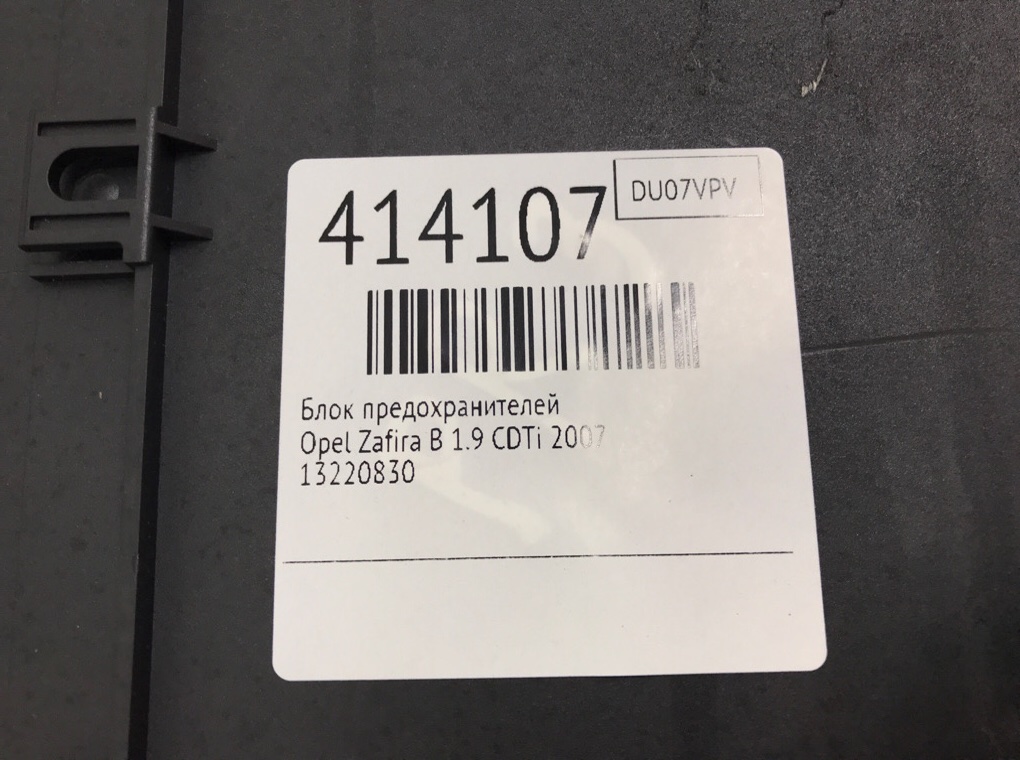 414107
DU07VPV
Блок предохранителей
Opel Zafira B 1.9 CDTi 2007
13220830